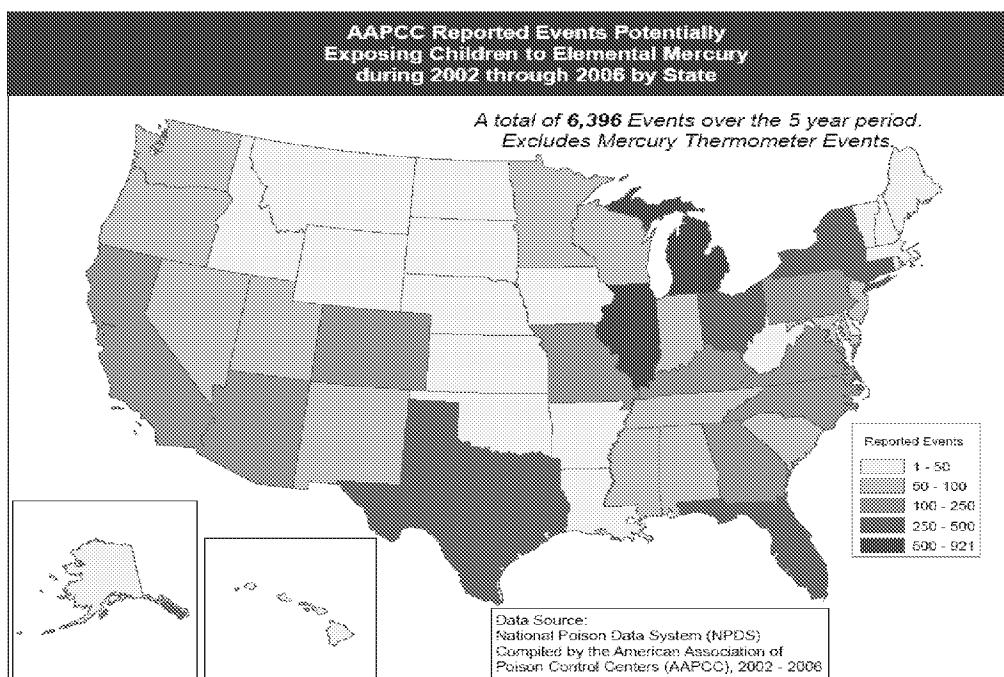 AAPCC Reported Events Potentially
Exposing Children to Elemental Mercury
during 2002 through 2006 by State
A total of 6,396 Events over the 5 year period.
Excludes Mercury Thermometer Events.
Reported Events
1 - 50
50 - 100
100 - 250
250 - 500
500 - 921
Data Source:
National Poison Data System (NPDS)
Compiled by the American Association of
Poison Control Centers (AAPCC), 2002 - 2006